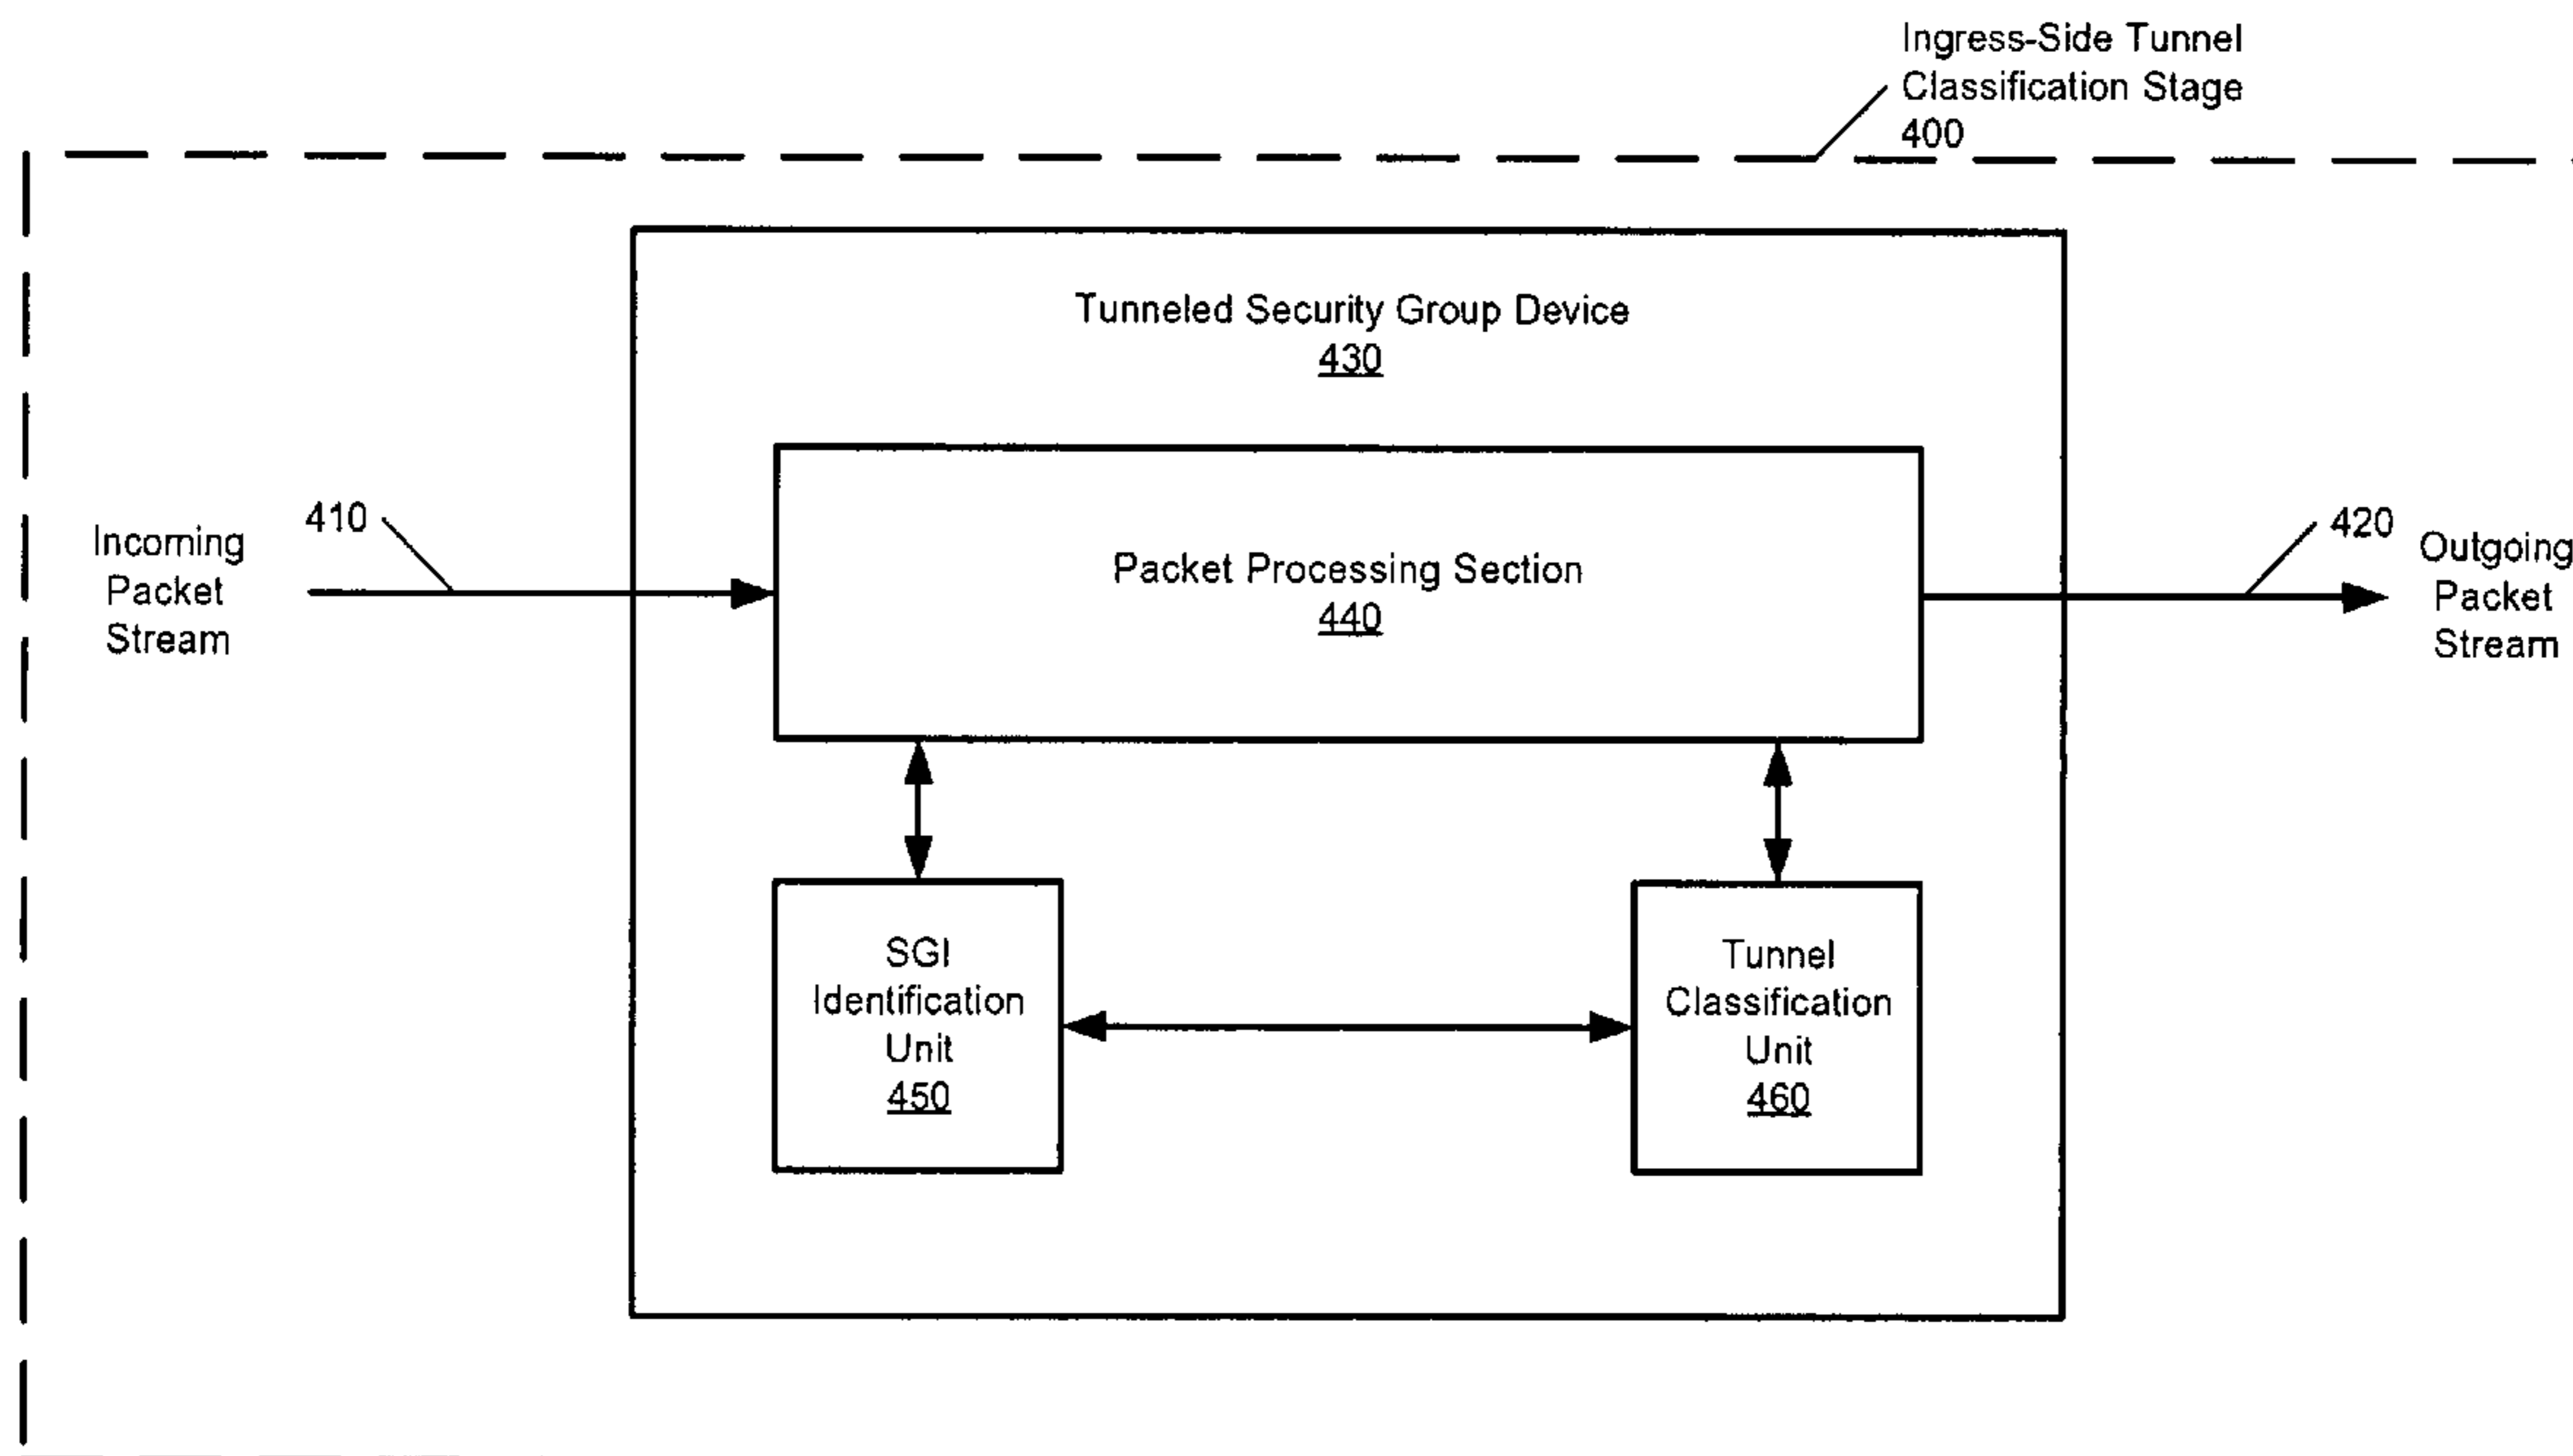 Ingress-Side Tunnel
Classification Stage
400
Tunneled Security Group Device
430
410
Incoming
Packet
Stream
Packet Processing Section
440
420
Outgoing
Packet
Stream
SGI
Identification
Unit
450
Tunnel
Classification
Unit
460